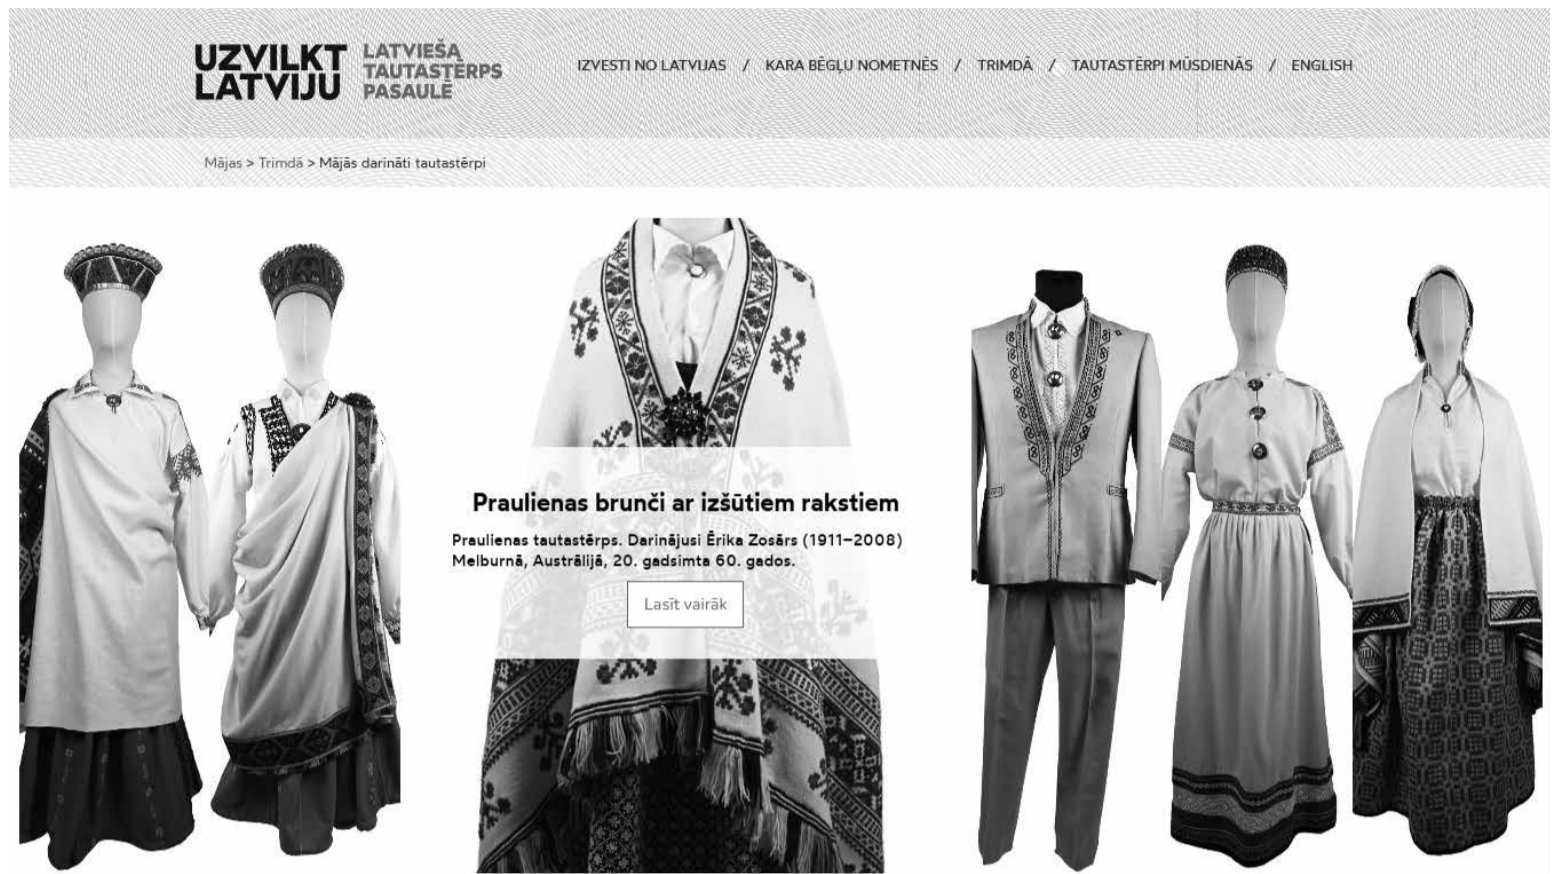 UZVILKT
LATVIJU
LATVIEŠA
TAUTASTĒRPS
PASAULĒ
IZVESTI NO LATVIJAS / KARA BĒGĻU NOMETNĒS / TRIMDĀ / TAUTASTĒRPI MŪSDIENĀS / ENGLISH
Mājas > Trimdā > Mājās darināti tautastērpi
Praulienas brunči ar izšūtiem rakstiem
Praulienas tautastērps. Darinājusi Ērika Zosārs (1911–2008)
Melburnā, Austrālijā, 20. gadsimta 60. gados.
Lasīt vairāk